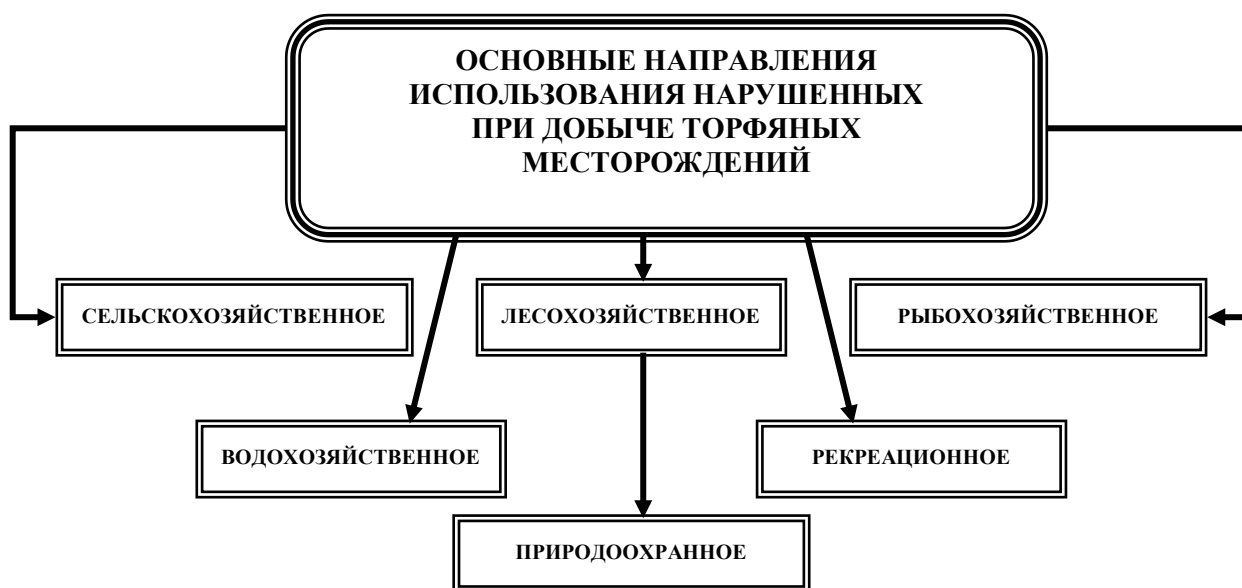 ОСНОВНЫЕ НАПРАВЛЕНИЯ
ИСПОЛЬЗОВАНИЯ НАРУШЕННЫХ
ПРИ ДОБЫЧЕ ТОРФЯНЫХ
МЕСТОРОЖДЕНИЙ
СЕЛЬСКОХОЗЯЙСТВЕННОЕ
ЛЕСОХОЗЯЙСТВЕННОЕ
РЫБОХОЗЯЙСТВЕННОЕ
ВОДОХОЗЯЙСТВЕННОЕ
РЕКРЕАЦИОННОЕ
ПРИРОДООХРАННОЕ